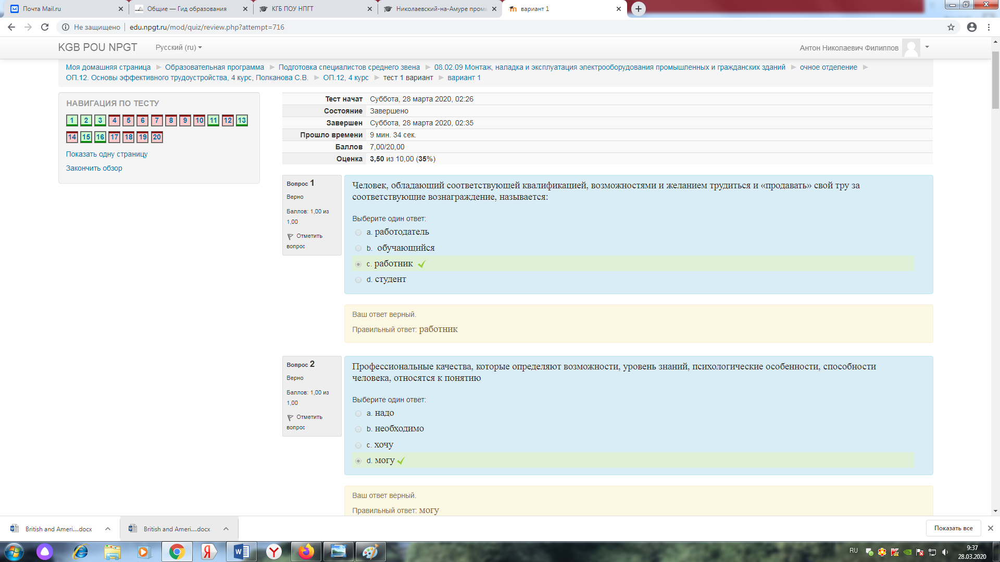 Почта Mail.ru
Общие — Гид образования
КГБ ПОУ НПГТ
Николаевский-на-Амуре пром
вариант 1
Не защищено
edu.npgt.ru/mod/quiz/review.php?attempt=716
KGB POU NPGT
Русский (ru)
Антон Николаевич Филиппов
Моя домашняя страница ► Образовательная программа ► Подготовка специалистов среднего звена ► 08.02.09 Монтаж, наладка и эксплуатация электрооборудования промышленных и гражданских зданий ► очное отделение ►
ОП.12. Основы эффективного трудоустройства, 4 курс, Полканова С.В. ► ОП.12, 4 курс ► тест 1 вариант ► вариант 1
НАВИГАЦИЯ ПО ТЕСТУ
1 2 3 4 5 6 7 8 9 10 11 12 13
14 15 16 17 18 19 20
Показать одну страницу
Закончить обзор
Тест начат Суббота, 28 марта 2020, 02:26
Состояние Завершено
Завершен Суббота, 28 марта 2020, 02:35
Прошло времени 9 мин. 34 сек.
Баллов 7,00/20,00
Оценка 3,50 из 10,00 (35%)
Вопрос 1
Верно
Баллов: 1,00 из
1,00
Отметить
вопрос
Человек, обладающий соответствующей квалификацией, возможностями и желанием трудиться и «продавать» свой тру за
соответствующие вознаграждение, называется:
Выберите один ответ:
a. работодатель
b. обучающийся
c. работник
d. студент
Ваш ответ верный.
Правильный ответ: работник
Вопрос 2
Верно
Баллов: 1,00 из
1,00
Отметить
вопрос
Профессиональные качества, которые определяют возможности, уровень знаний, психологические особенности, способности
человека, относятся к понятию
Выберите один ответ:
a. надо
b. необходимо
c. хочу
d. могу
Ваш ответ верный.
Правильный ответ: могу
British and Ameri....docx
British and Ameri....docx
Показать все
RU
9:37
28.03.2020